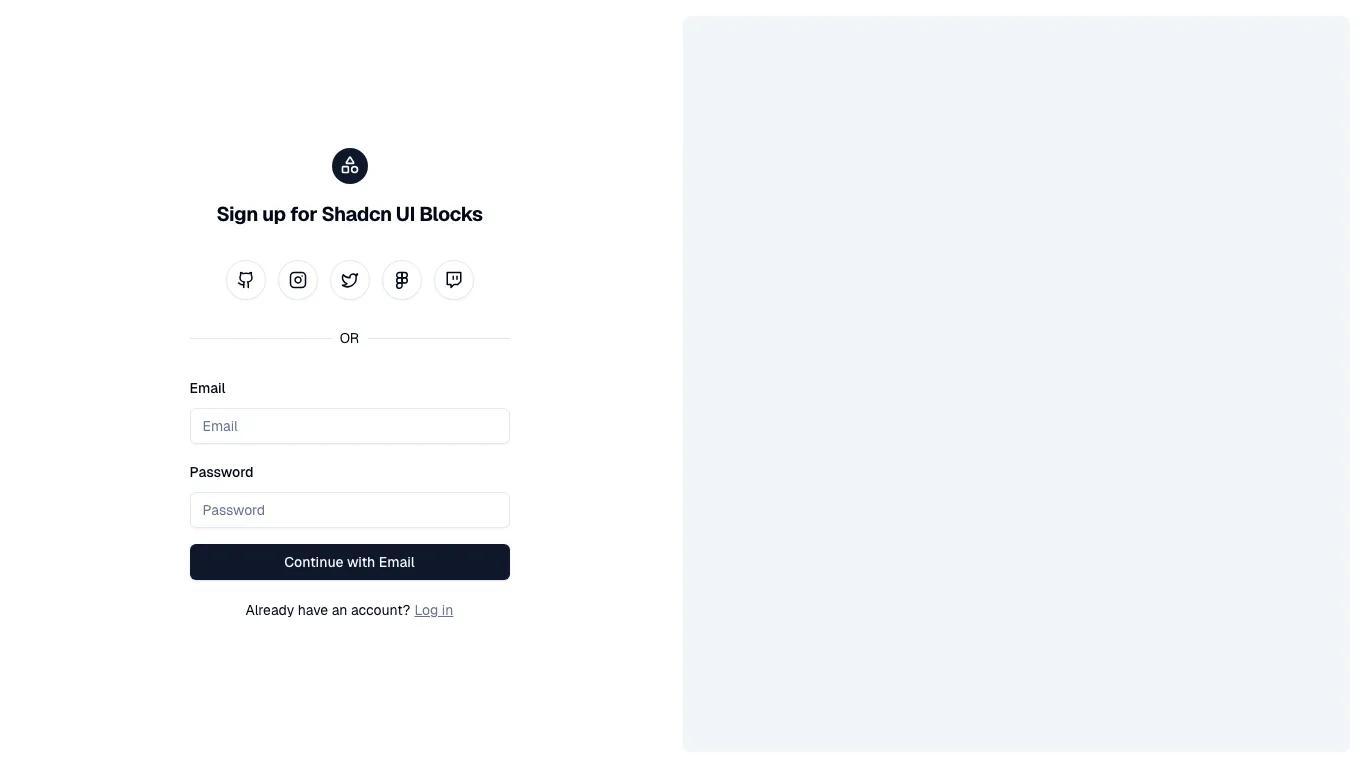 Sign up for Shadcn UI Blocks
OR
Email
Email
Password
Password
Continue with Email
Already have an account? Log in